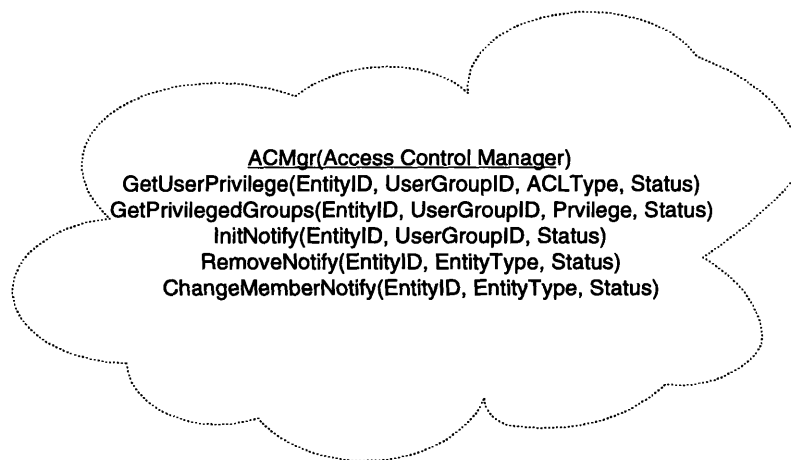 ACMgr(Access Control Manager)
GetUserPrivilege(EntityID, UserGroupID, ACLType, Status)
GetPrivilegedGroups(EntityID, UserGroupID, Prvilege, Status)
InitNotify(EntityID, UserGroupID, Status)
RemoveNotify(EntityID, EntityType, Status)
ChangeMemberNotify(EntityID, EntityType, Status)